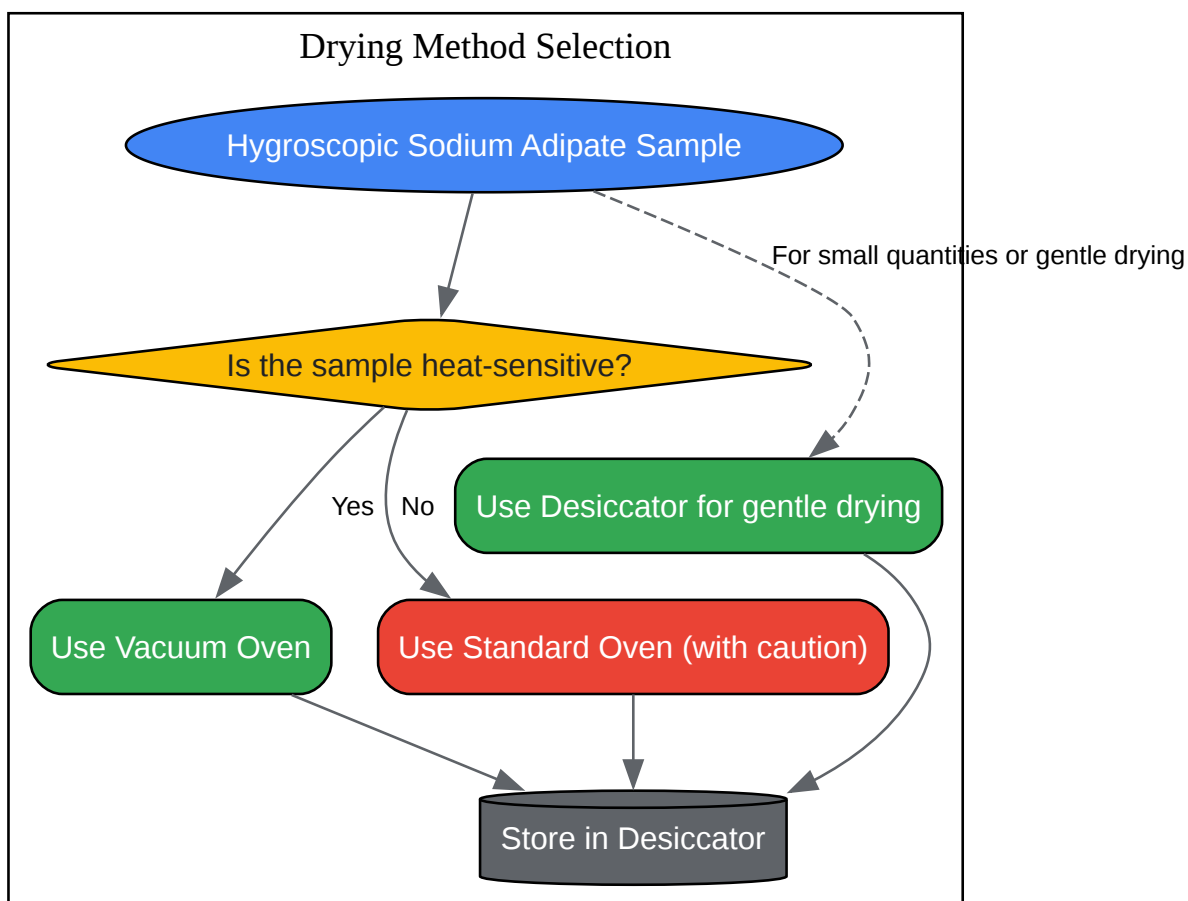 Drying Method Selection
Hygroscopic Sodium Adipate Sample
For small quantities or gentle drying
Is the sample heat-sensitive?
Yes
No
Use Desiccator for gentle drying
Use Vacuum Oven
Use Standard Oven (with caution)
Store in Desiccator